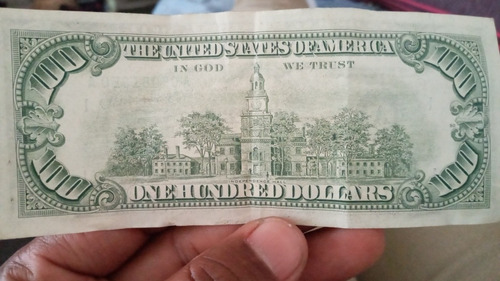 THE UNITED STATES OF AMERICA
IN GOD WE TRUST
100 100
100 100
ONE HUNDRED DOLLARS